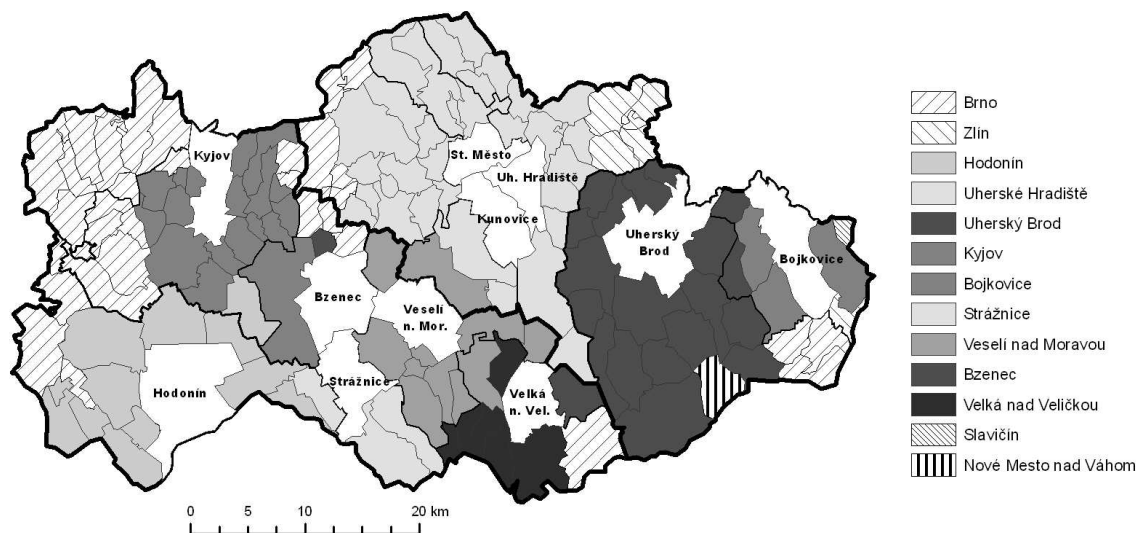 Kyjov
St. Město
Uh. Hradiště
Kunovice
Uherský
Brod
Bojkovice
Bzenec
Veselí
n. Mor.
Hodonín
Strážnice
Velká
n. Vel.
0 5 10 20 km
Brno
Zlín
Hodonín
Uherské Hradiště
Uherský Brod
Kyjov
Bojkovice
Strážnice
Veselí nad Moravou
Bzenec
Velká nad Veličkou
Slavičín
Nové Mesto nad Váhom